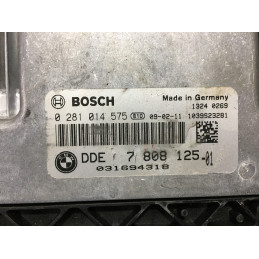 BOSCH
Made in Germany
1324 0269
0 281 014 575 B10 09-02-11 1039S23281
DDE 7 808 125-01
031694318